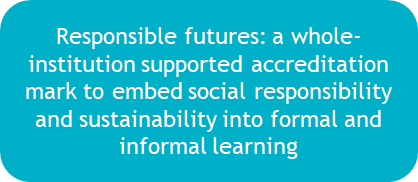 Responsible futures: a whole-
institution supported accreditation
mark to embed social responsibility
and sustainability into formal and
informal learning